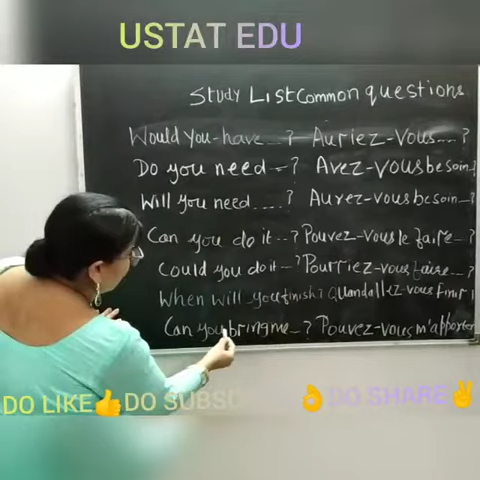 USTAT EDU
Study List Common questions
Would You-have...? Auriez-Vous....?
Do you need -? Avez-vous besoin..?
Will you need ....? Aurez-vous besoin...?
Can you do it ..? Pouvez-vous le faire -?
Could you do it -? Pourriez-vous faire ...?
When will you finish? Quand allez-vous finir
Can you bring me -? Pouvez-vous m'apporter
DO LIKE👍DO 👌DO SHARE✌